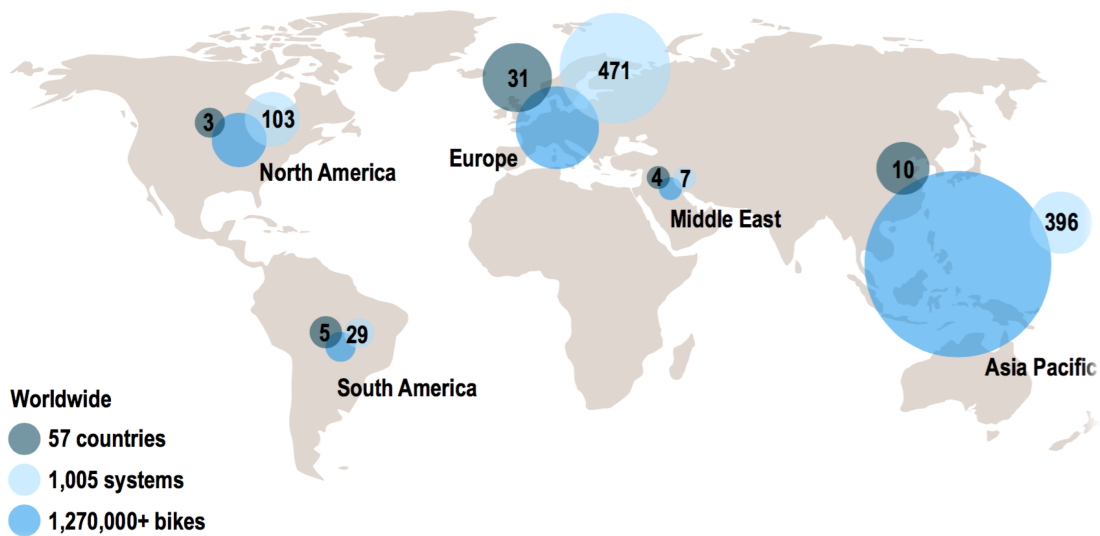 31
471
3
103
North America
Europe
4
7
Middle East
10
396
Asia Pacific
5
29
South America
Worldwide
57 countries
1,005 systems
1,270,000+ bikes